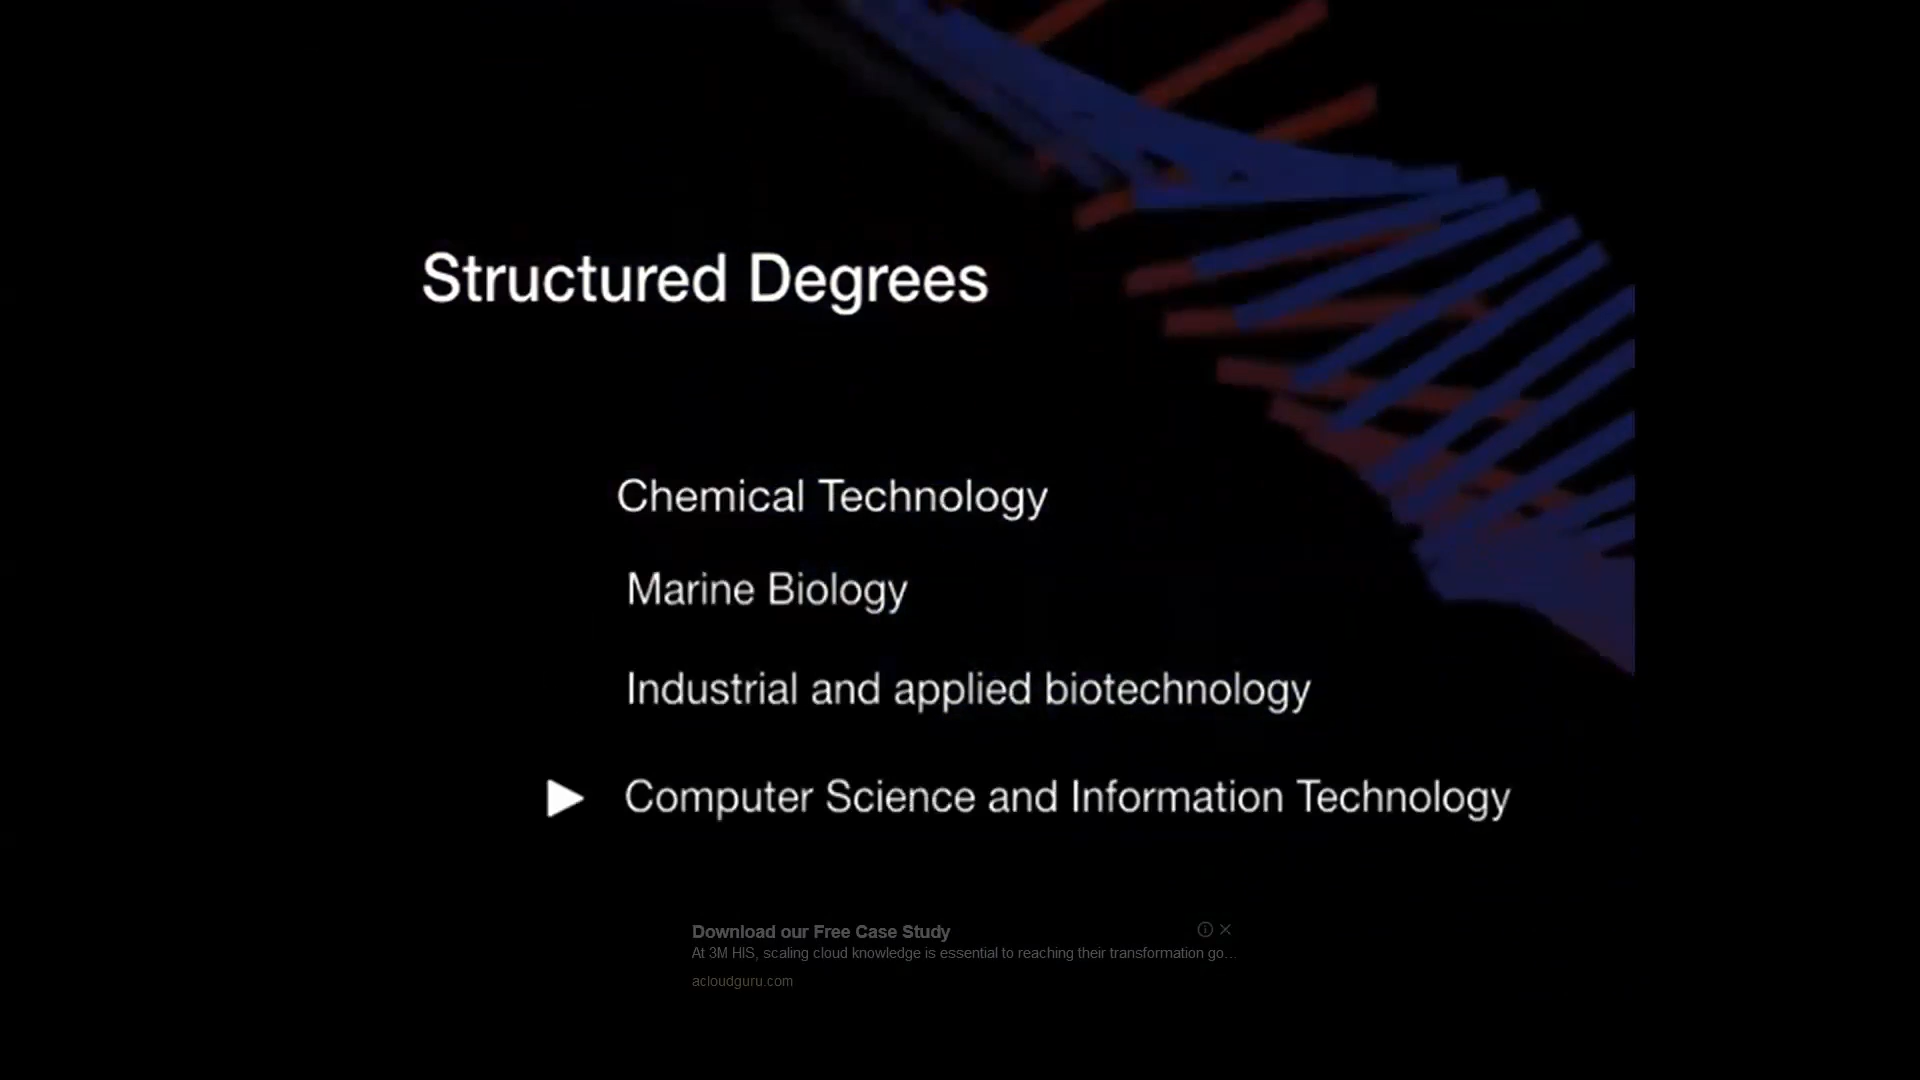 Structured Degrees
Chemical Technology
Marine Biology
Industrial and applied biotechnology
Computer Science and Information Technology
Download our Free Case Study
At 3M HIS, scaling cloud knowledge is essential to reaching their transformation go...
acloudguru.com